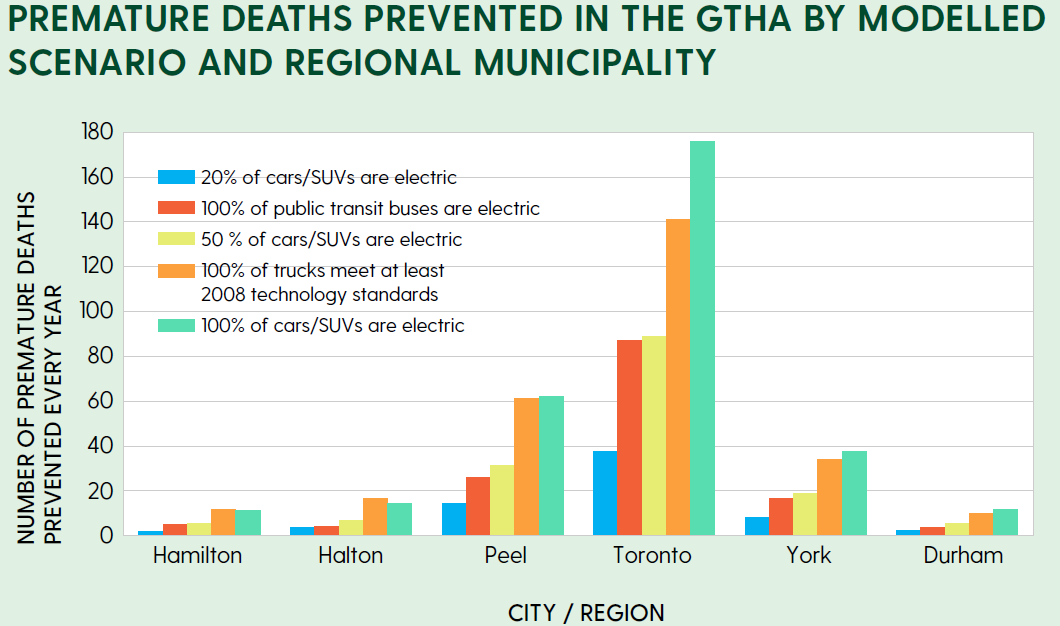 PREMATURE DEATHS PREVENTED IN THE GTHA BY MODELLED
SCENARIO AND REGIONAL MUNICIPALITY
NUMBER OF PREMATURE DEATHS
PREVENTED EVERY YEAR
180
160
140
120
100
80
60
40
20
0
20% of cars/SUVs are electric
100% of public transit buses are electric
50 % of cars/SUVs are electric
100% of trucks meet at least
2008 technology standards
100% of cars/SUVs are electric
Hamilton
Halton
Peel
Toronto
York
Durham
CITY / REGION